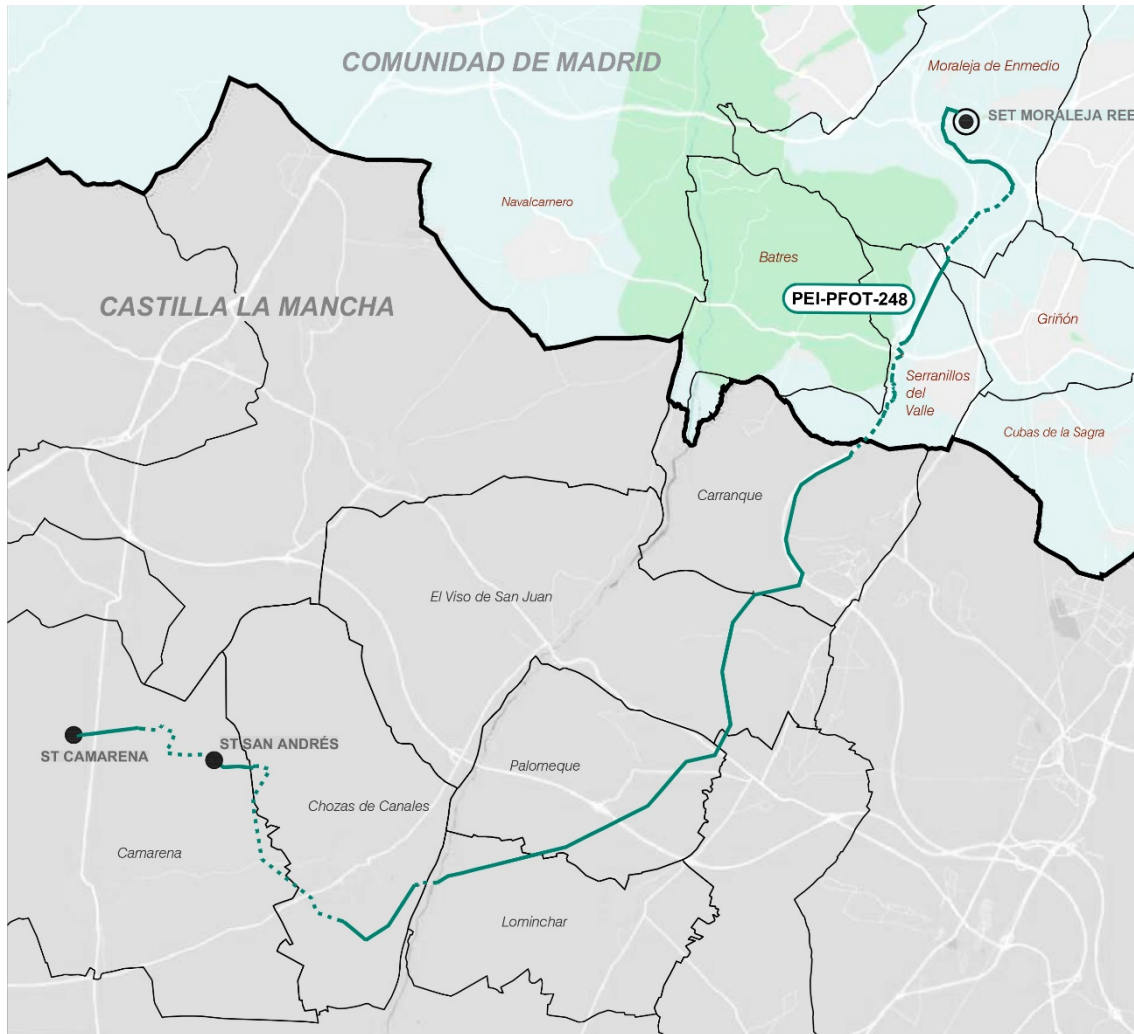 COMUNIDAD DE MADRID
Moraleja de Enmedio
SET MORALEJA REE
Navalcarnero
Batres
CASTILLA LA MANCHA
PEI-PFOT-248
Griñón
Serranillos
del
Valle
Cubas de la Sagra
Carranque
El Viso de San Juan
ST SAN ANDRÉS
ST CAMARENA
Palomeque
Chozas de Canales
Camarena
Lominchar